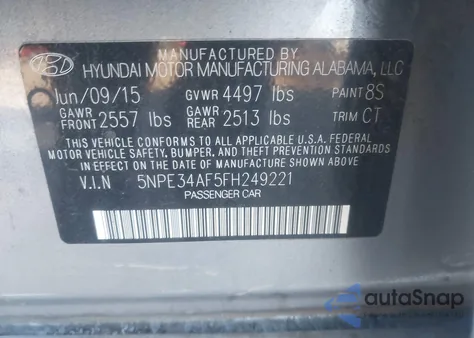 MANUFACTURED BY
HYUNDAI MOTOR MANUFACTURING ALABAMA, LLC
Jun/09/15 GVWR 4497 lbs PAINT 8S
GAWR FRONT 2557 lbs GAWR REAR 2513 lbs TRIM CT
THIS VEHICLE CONFORMS TO ALL APPLICABLE U.S.A. FEDERAL
MOTOR VEHICLE SAFETY, BUMPER, AND THEFT PREVENTION STANDARDS
IN EFFECT ON THE DATE OF MANUFACTURE SHOWN ABOVE.
V.I.N 5NPE34AF5FH249221
PASSENGER CAR
autoSnap